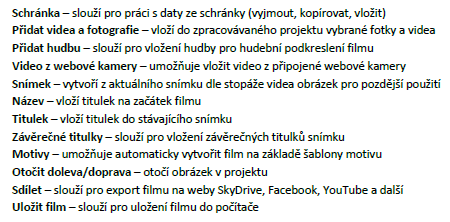 Schránka – slouží pro práci s daty ze schránky (vyjmout, kopírovat, vložit)
Přidat videa a fotografie – vloží do zpracovávaného projektu vybrané fotky a videa
Přidat hudbu – slouží pro vložení hudby pro hudební podkreslení filmu
Video z webové kamery – umožňuje vložit video z připojené webové kamery
Snímek – vytvoří z aktuálního snímku dle stopáže videa obrázek pro pozdější použití
Název – vloží titulek na začátek filmu
Titulek – vloží titulek do stávajícího snímku
Závěrečné titulky – slouží pro vložení závěrečných titulků snímku
Motivy – umožňuje automaticky vytvořit film na základě šablony motivu
Otočit doleva/doprava – otočí obrázek v projektu
Sdílet – slouží pro export filmu na weby SkyDrive, Facebook, YouTube a další
Uložit film – slouží pro uložení filmu do počítače